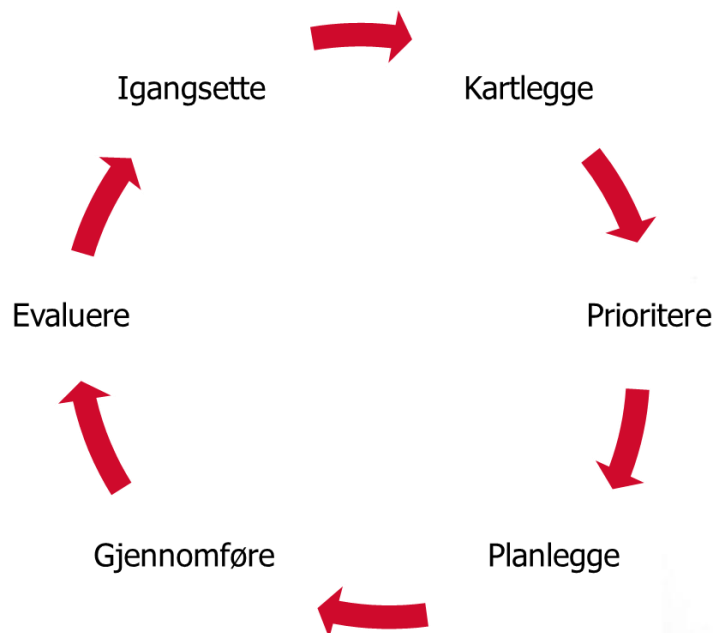 Igangsette
Kartlegge
Prioritere
Planlegge
Gjennomføre
Evaluere